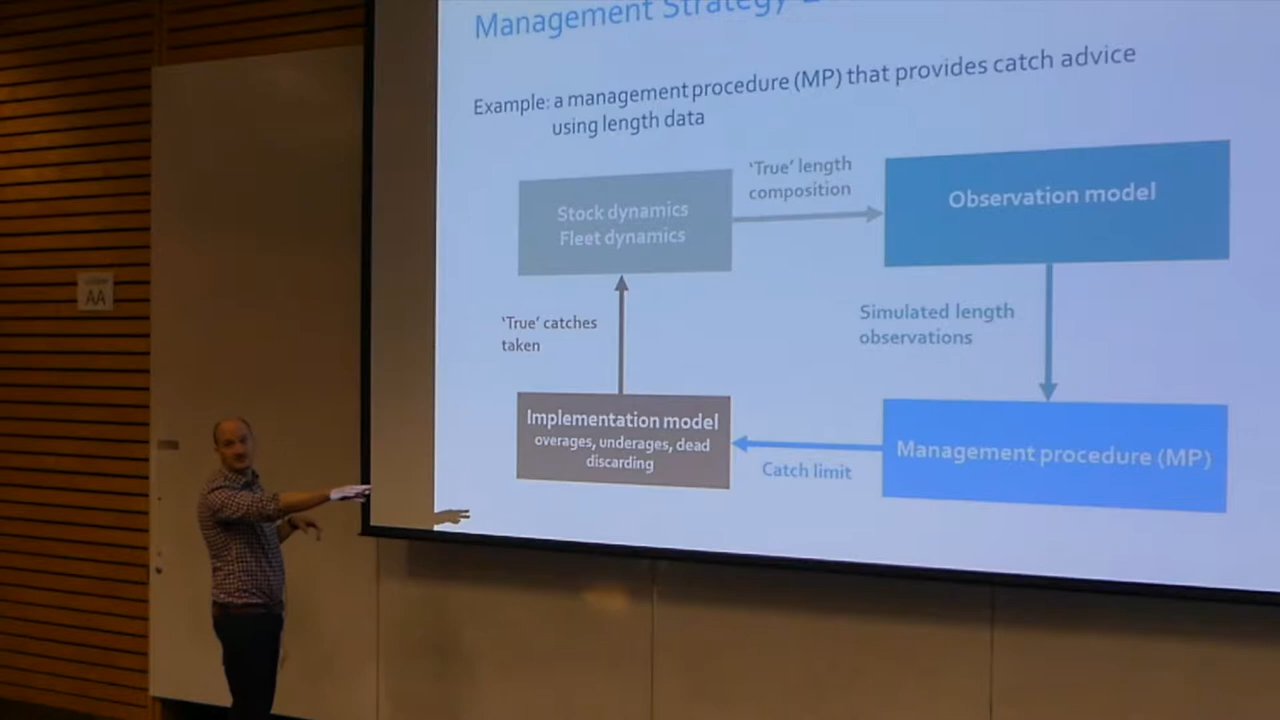 Management Strategy
Example: a management procedure (MP) that provides catch advice
using length data
'True' length
composition
Stock dynamics
Fleet dynamics
Observation model
'True' catches
taken
Simulated length
observations
Implementation model
overages, underages, dead
discarding
Catch limit
Management procedure (MP)
AA